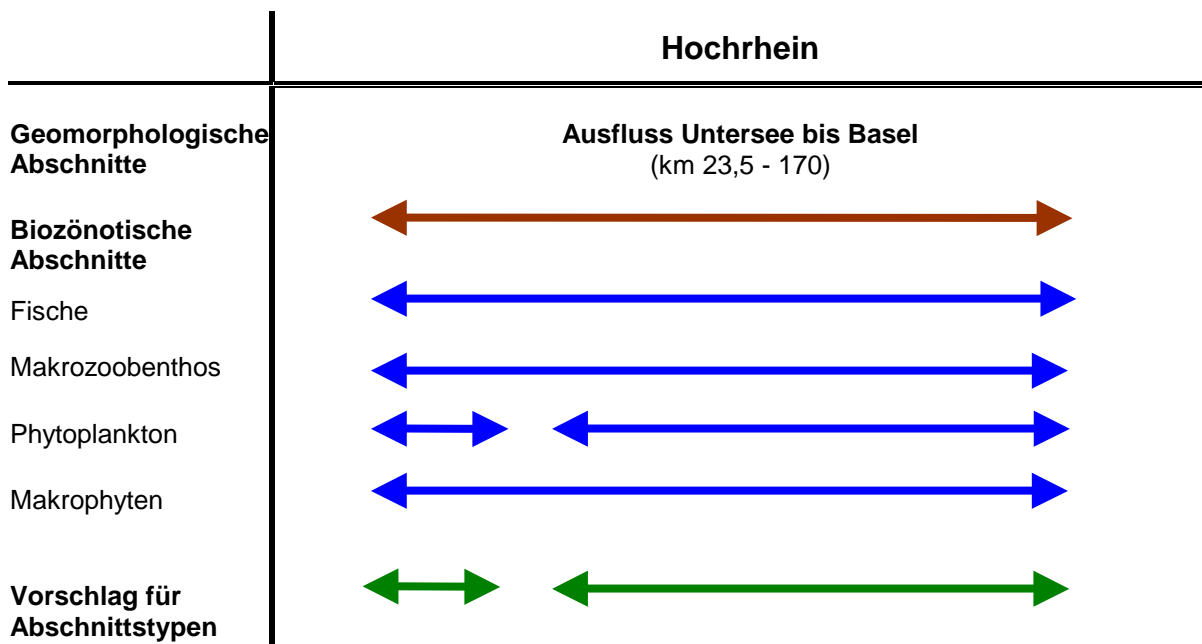 Hochrhein
Geomorphologische
Abschnitte
Ausfluss Untersee bis Basel
(km 23,5 - 170)
Biozönotische
Abschnitte
Fische
Makrozoobenthos
Phytoplankton
Makrophyten
Vorschlag für
Abschnittstypen